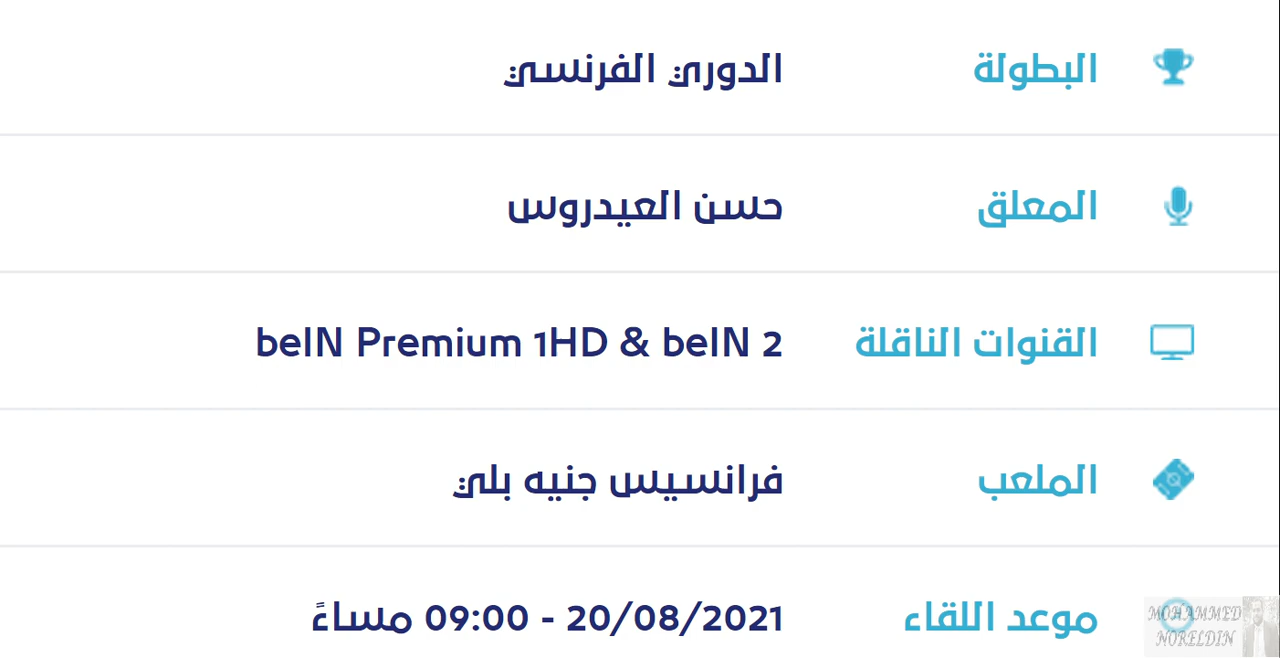 البطولة الدوري الفرنسي
المعلق حسن العيدروس
القنوات الناقلة beIN Premium 1HD & beIN 2
الملعب فرانسيس جنيه بلي
موعد اللقاء 20/08/2021 - 09:00 مساءً
MOHAMMED
NORELDIN